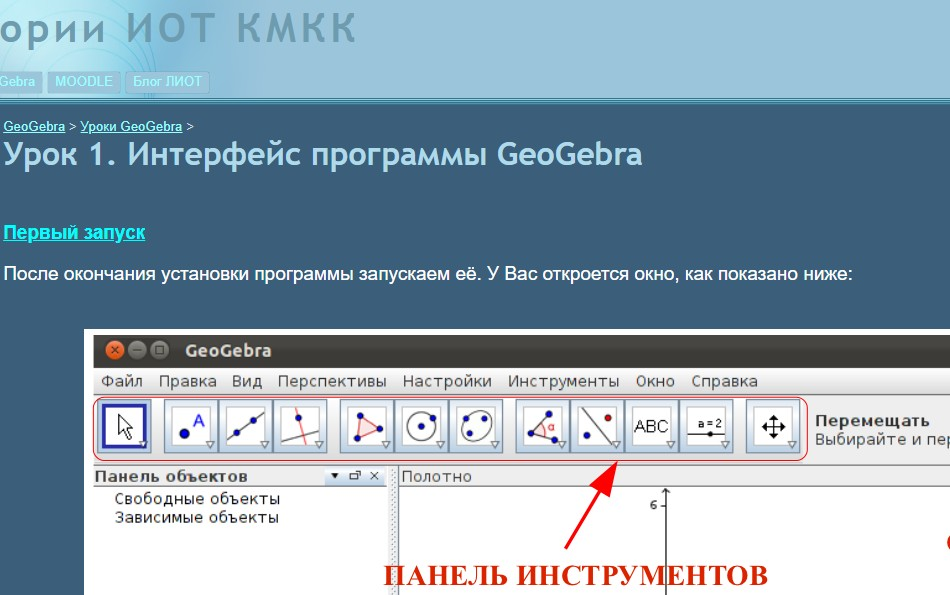 ории ИОТ КМКК
Gebra MOODLE Блог ЛИОТ
GeoGebra > Уроки GeoGebra >
Урок 1. Интерфейс программы GeoGebra
Первый запуск
После окончания установки программы запускаем её. У Вас откроется окно, как показано ниже:
GeoGebra
Файл Правка Вид Перспективы Настройки Инструменты Окно Справка
A α ABC a=2
Перемещать
Выбирайте и пер
Панель объектов
Полотно
Свободные объекты
Зависимые объекты
6
ПАНЕЛЬ ИНСТРУМЕНТОВ